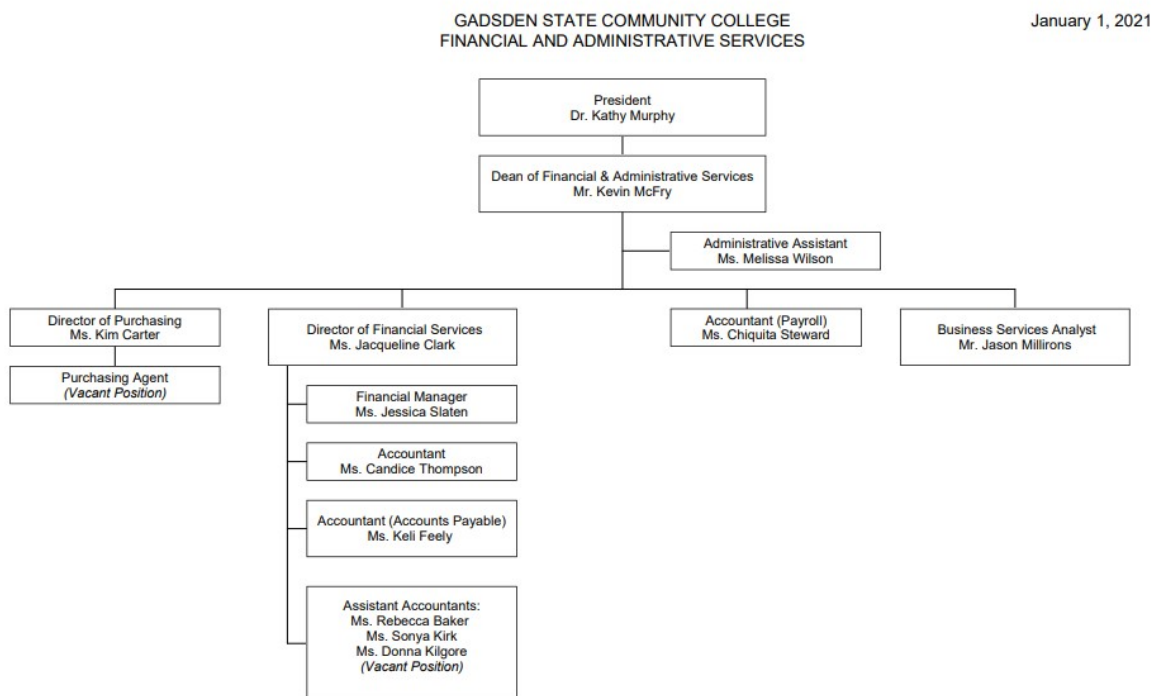 GADSDEN STATE COMMUNITY COLLEGE
FINANCIAL AND ADMINISTRATIVE SERVICES
January 1, 2021
President
Dr. Kathy Murphy
Dean of Financial & Administrative Services
Mr. Kevin McFry
Administrative Assistant
Ms. Melissa Wilson
Director of Purchasing
Ms. Kim Carter
Purchasing Agent
(Vacant Position)
Director of Financial Services
Ms. Jacqueline Clark
Financial Manager
Ms. Jessica Slaten
Accountant
Ms. Candice Thompson
Accountant (Accounts Payable)
Ms. Keli Feely
Assistant Accountants:
Ms. Rebecca Baker
Ms. Sonya Kirk
Ms. Donna Kilgore
(Vacant Position)
Accountant (Payroll)
Ms. Chiquita Steward
Business Services Analyst
Mr. Jason Millirons